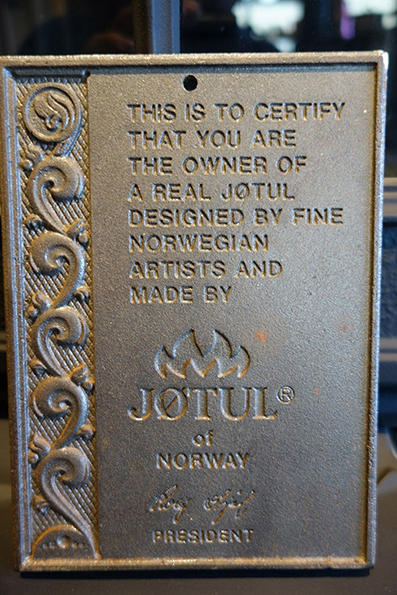 THIS IS TO CERTIFY
THAT YOU ARE
THE OWNER OF
A REAL JØTUL
DESIGNED BY FINE
NORWEGIAN
ARTISTS AND
MADE BY
JØTUL®
of
NORWAY
PRESIDENT